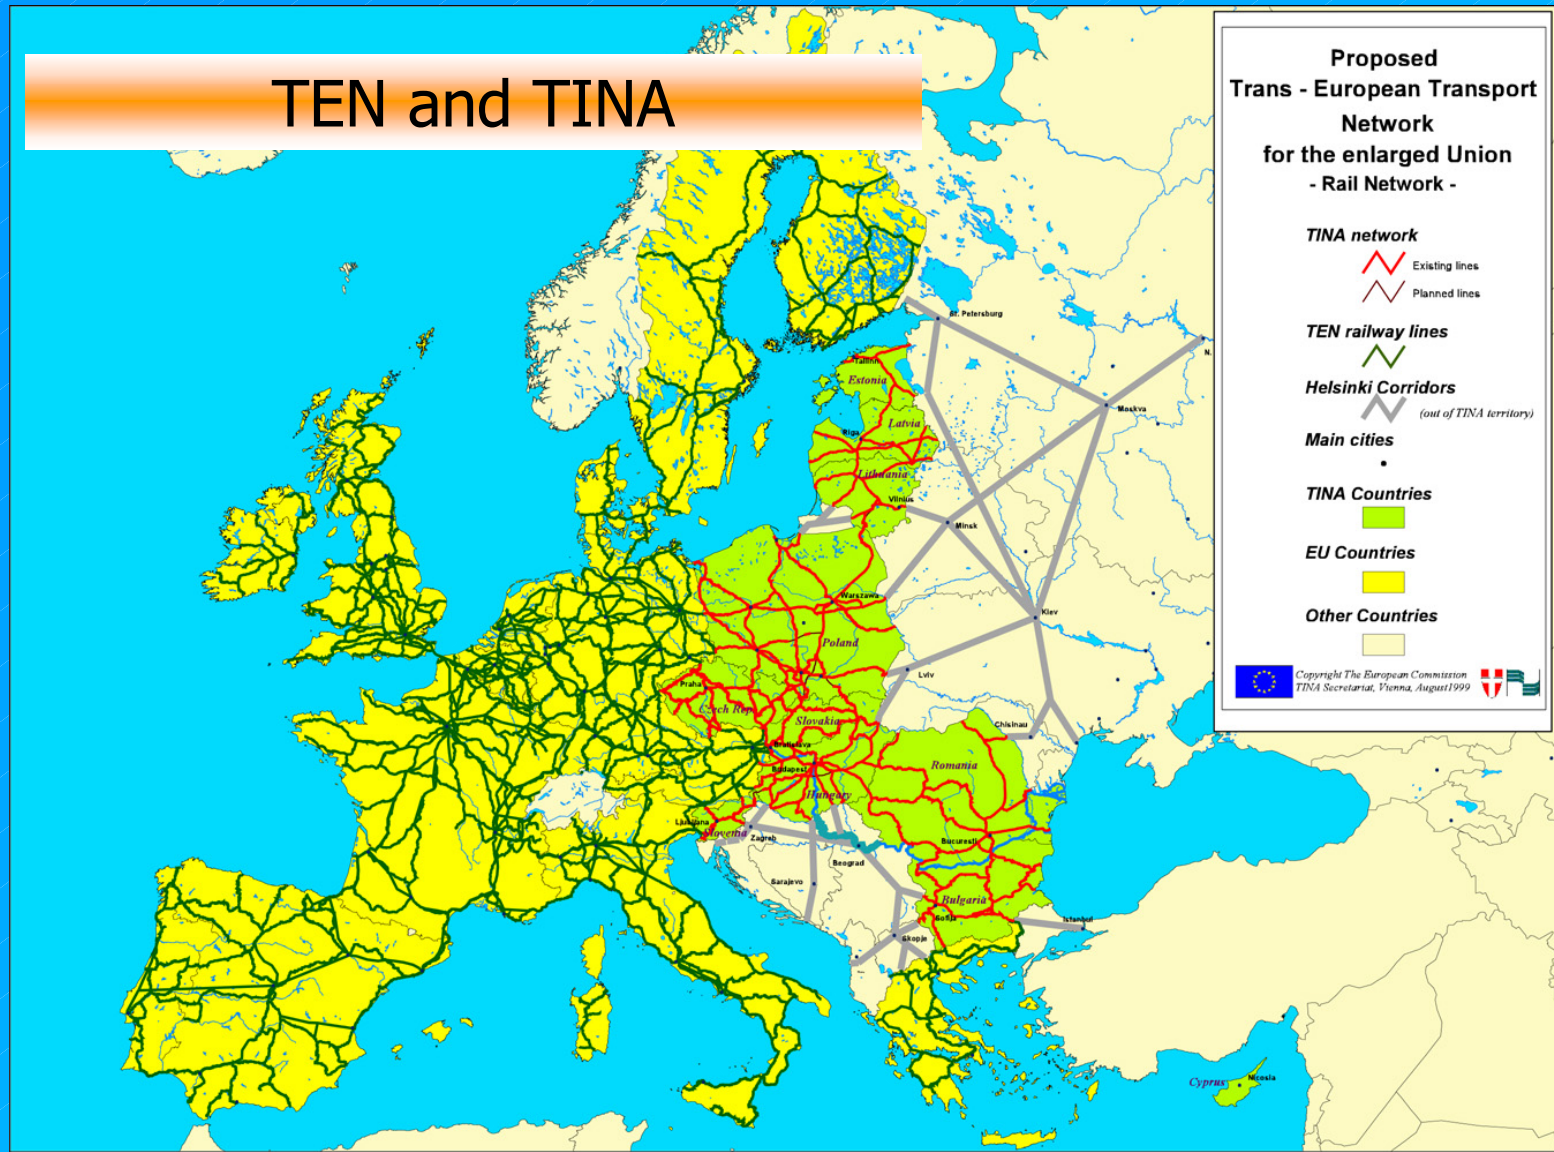 TEN and TINA
Proposed
Trans - European Transport
Network
for the enlarged Union
- Rail Network -
TINA network
Existing lines
Planned lines
TEN railway lines
Helsinki Corridors
(out of TINA territory)
Main cities
TINA Countries
EU Countries
Other Countries
Copyright The European Commission
TINA Secretariat, Vienna, August1999
St. Petersburg
N.
Tallinn
Estonia
Moskva
Latvia
Riga
Lithuania
Vilnius
Minsk
Warszawa
Kiev
Poland
Lviv
Praha
Czech Rep.
Slovakia
Chisinau
Bratislava
Budapest
Romania
Hungary
Ljubljana
Slovenia
Zagreb
Bucuresti
Beograd
Sarajevo
Bulgaria
Sofija
Istanbul
Skopje
Cyprus
Nicosia